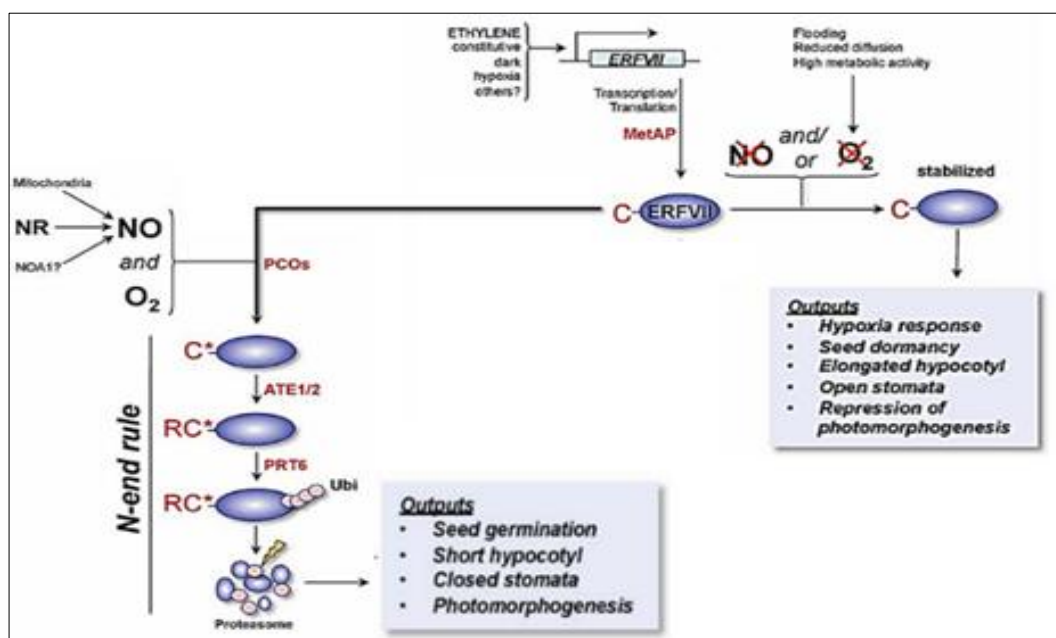 ETHYLENE
constitutive
dark
hypoxia
others?
ERFVII
Flooding
Reduced diffusion
High metabolic activity
Transcription/
Translation
MetAP
NO and/or O2
stabilized
C-ERFVII
C-
Mitochondria
NR
NOA1?
NO
and
O2
PCOs
Outputs
• Hypoxia response
• Seed dormancy
• Elongated hypocotyl
• Open stomata
• Repression of
photomorphogenesis
N-end rule
C*-
ATE1/2
RC*-
PRT6
RC*-
Ubi
Proteasome
Outputs
• Seed germination
• Short hypocotyl
• Closed stomata
• Photomorphogenesis